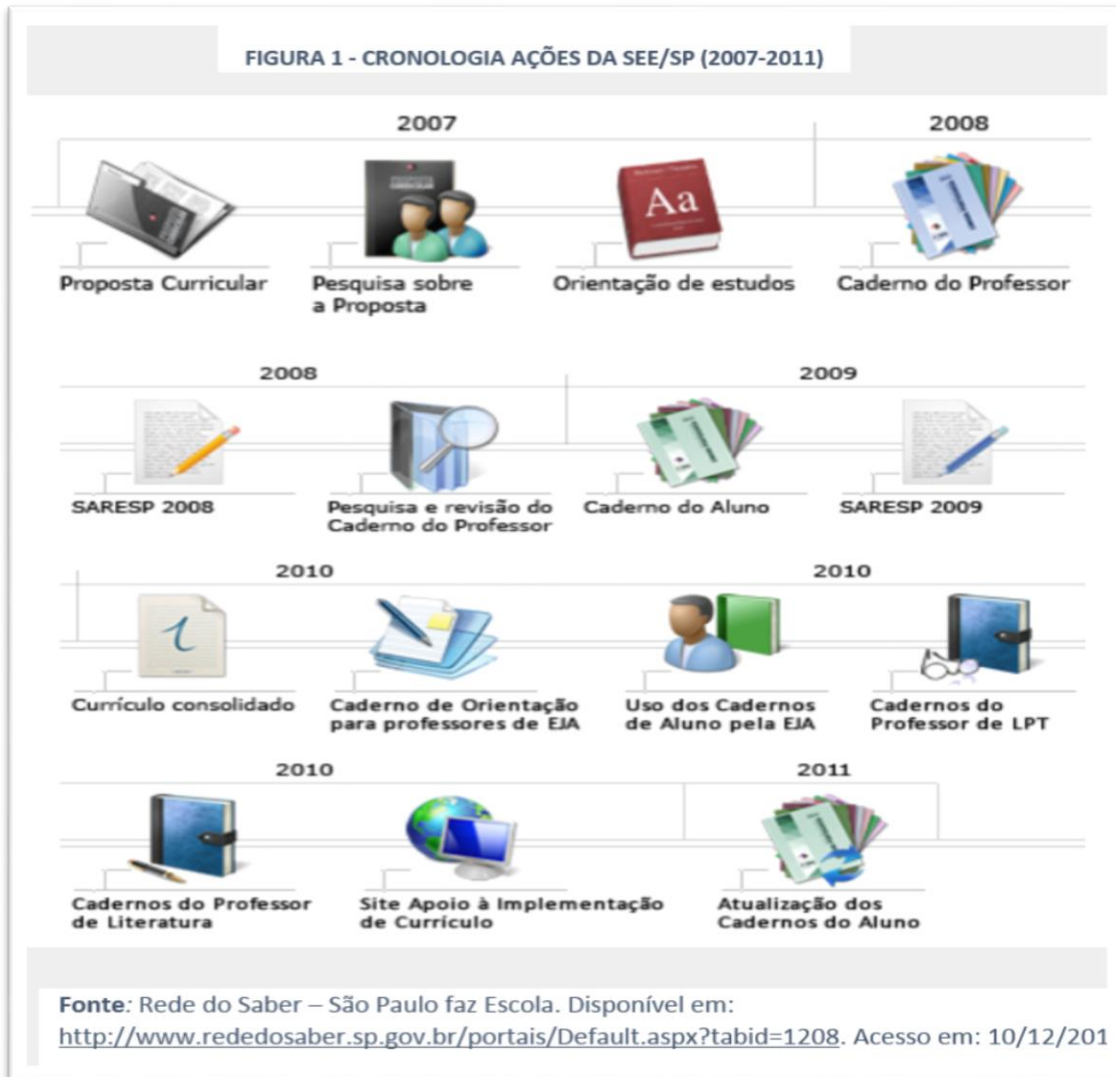 FIGURA 1 - CRONOLOGIA AÇÕES DA SEE/SP (2007-2011)
2007
2008
Proposta Curricular
Pesquisa sobre
a Proposta
Orientação de estudos
Caderno do Professor
Aa
2008
2009
SARESP 2008
Pesquisa e revisão do
Caderno do Professor
Caderno do Aluno
SARESP 2009
2010
2010
Currículo consolidado
Caderno de Orientação
para professores de EJA
Uso dos Cadernos
de Aluno pela EJA
Cadernos do
Professor de LPT
2010
2011
Cadernos do Professor
de Literatura
Site Apoio à Implementação
de Currículo
Atualização dos
Cadernos do Aluno
Fonte: Rede do Saber – São Paulo faz Escola. Disponível em:
http://www.rededosaber.sp.gov.br/portais/Default.aspx?tabid=1208. Acesso em: 10/12/201